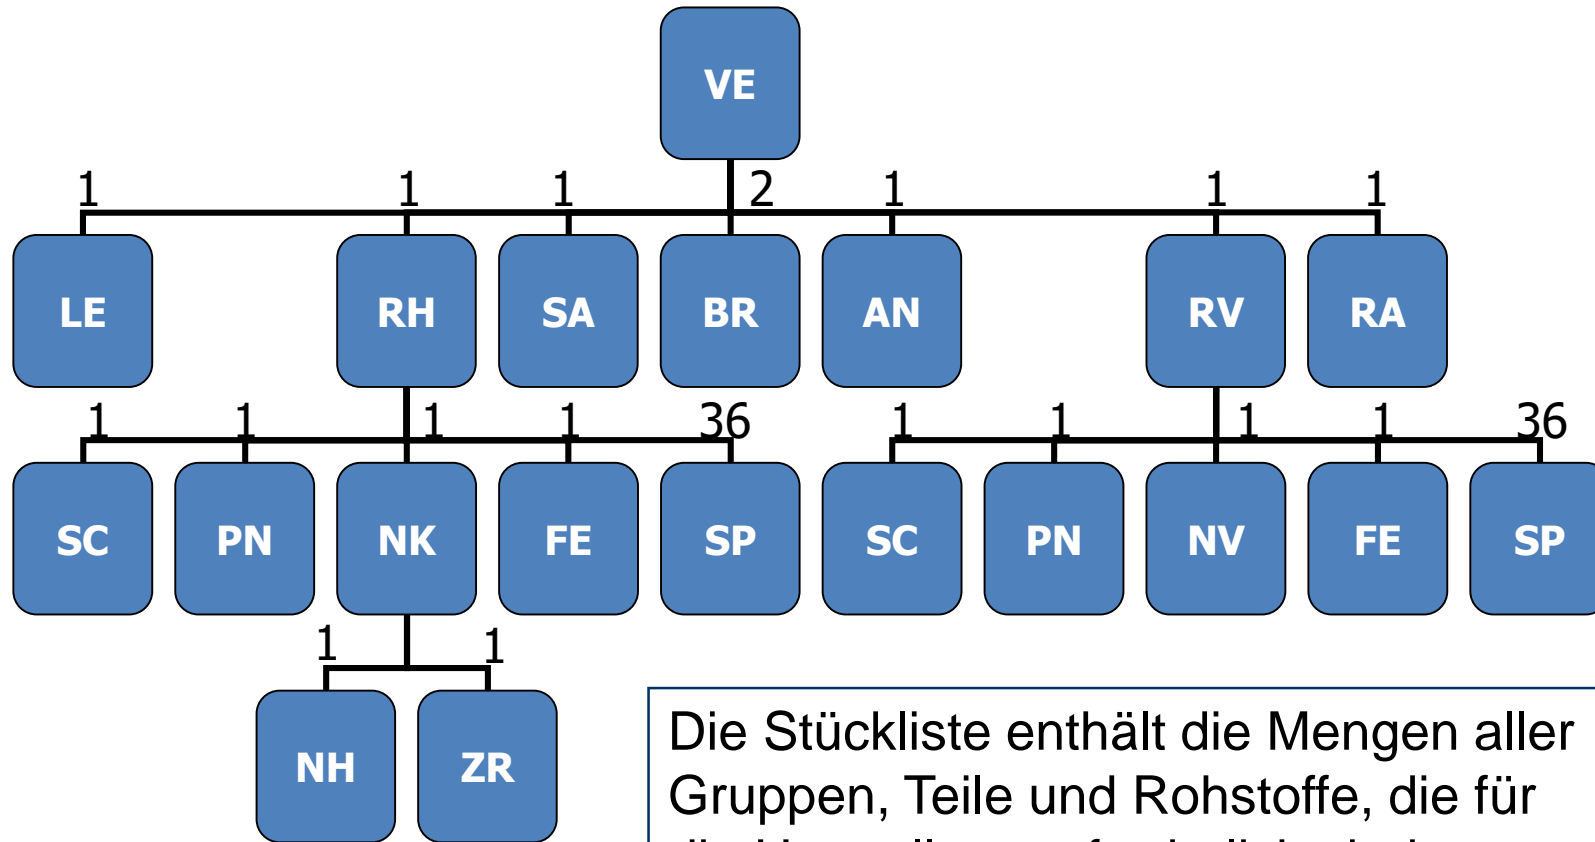 VE
1 1 1 2 1 1 1
LE RH SA BR AN RV RA
1 1 1 1 36 1 1 1 1 36
SC PN NK FE SP SC PN NV FE SP
1 1
NH ZR
Die Stückliste enthält die Mengen aller
Gruppen, Teile und Rohstoffe, die für